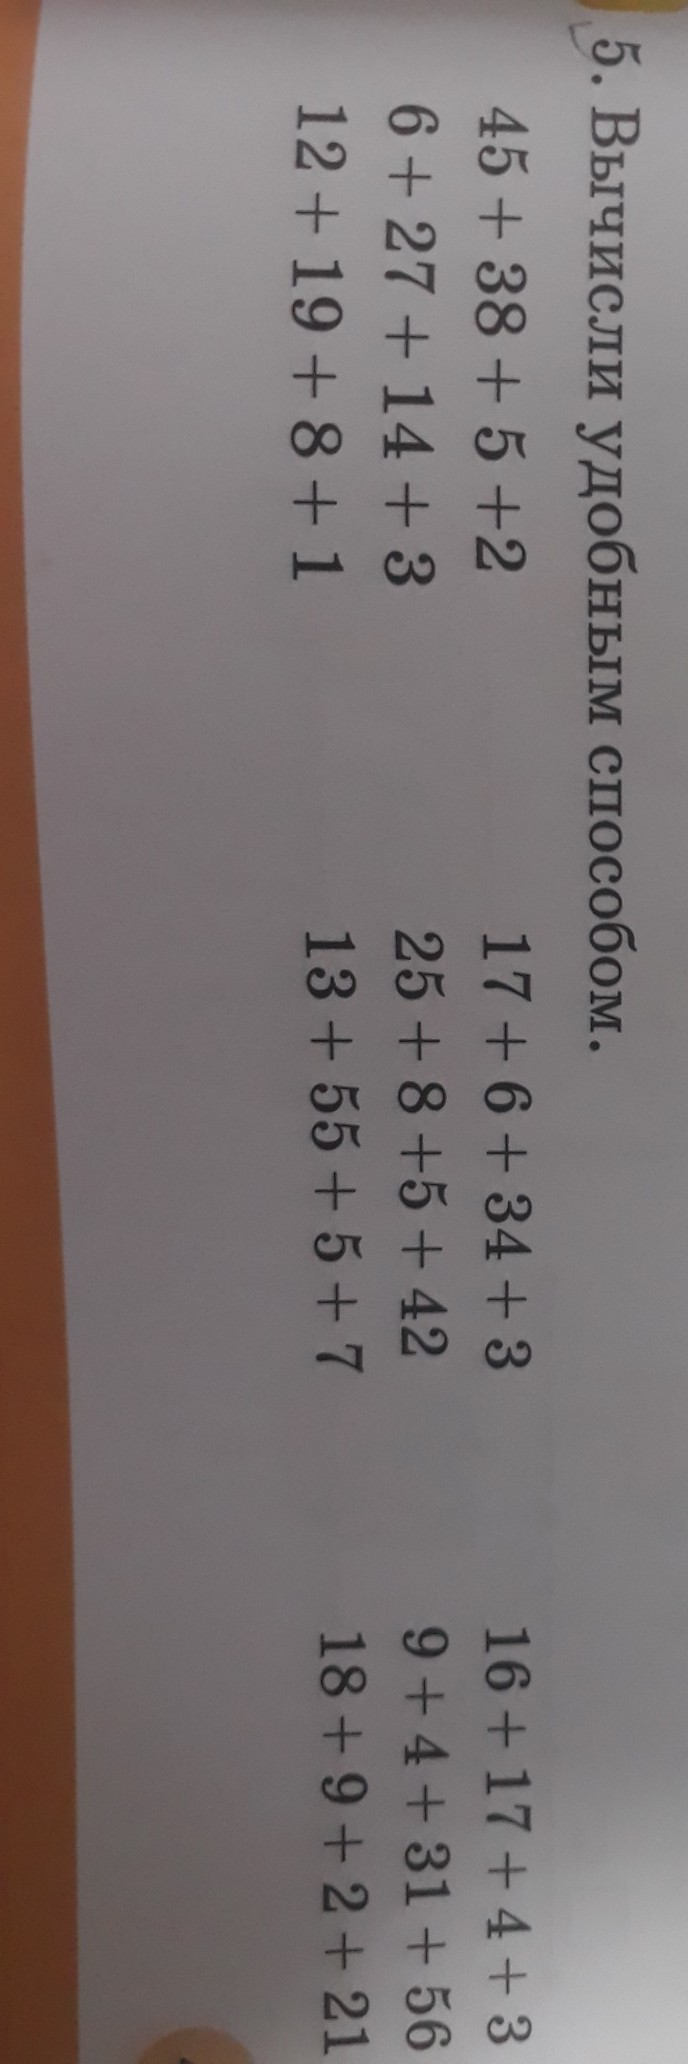 5. Вычисли удобным способом.
45 + 38 + 5 +2 17 + 6 + 34 + 3 16 + 17 + 4 + 3
6 + 27 + 14 + 3 25 + 8 +5 + 42 9 + 4 + 31 + 56
12 + 19 + 8 + 1 13 + 55 + 5 + 7 18 + 9 + 2 + 21